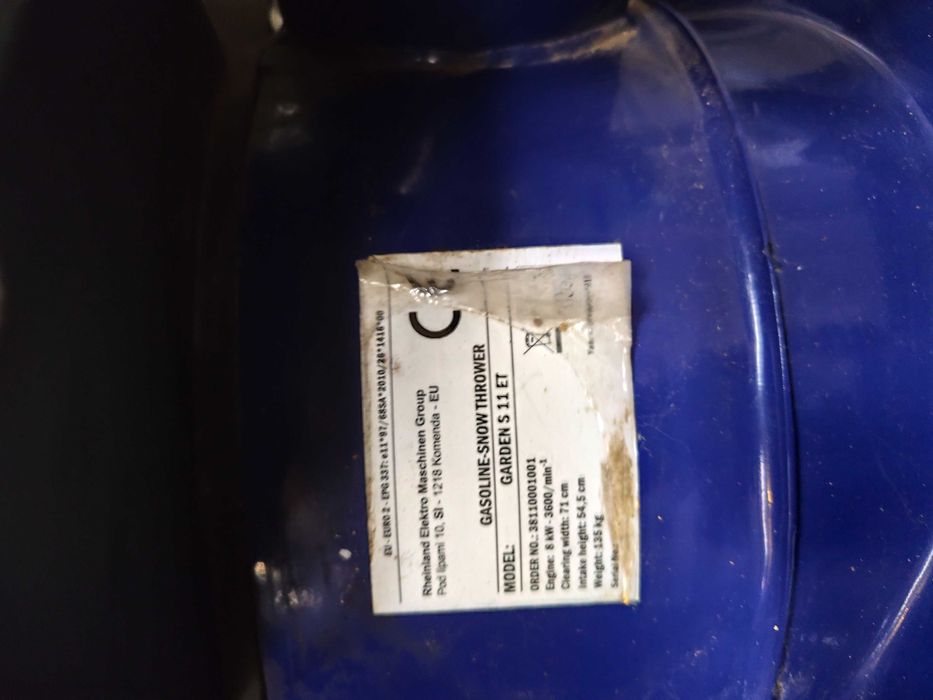 EU - EURO 2 - EPG 337: e11*97/68SA*2010/26*1416*00
Rheinland Elektro Maschinen Group
Pod lipami 10, SI - 1218 Komenda - EU
GASOLINE-SNOW THROWER
MODEL: GARDEN S 11 ET
ORDER NO.: 38110001001
Engine: 8 kW - 3600/min-1
Clearing width: 71 cm
Intake height: 54,5 cm
Weight: 135 kg
Serial No.